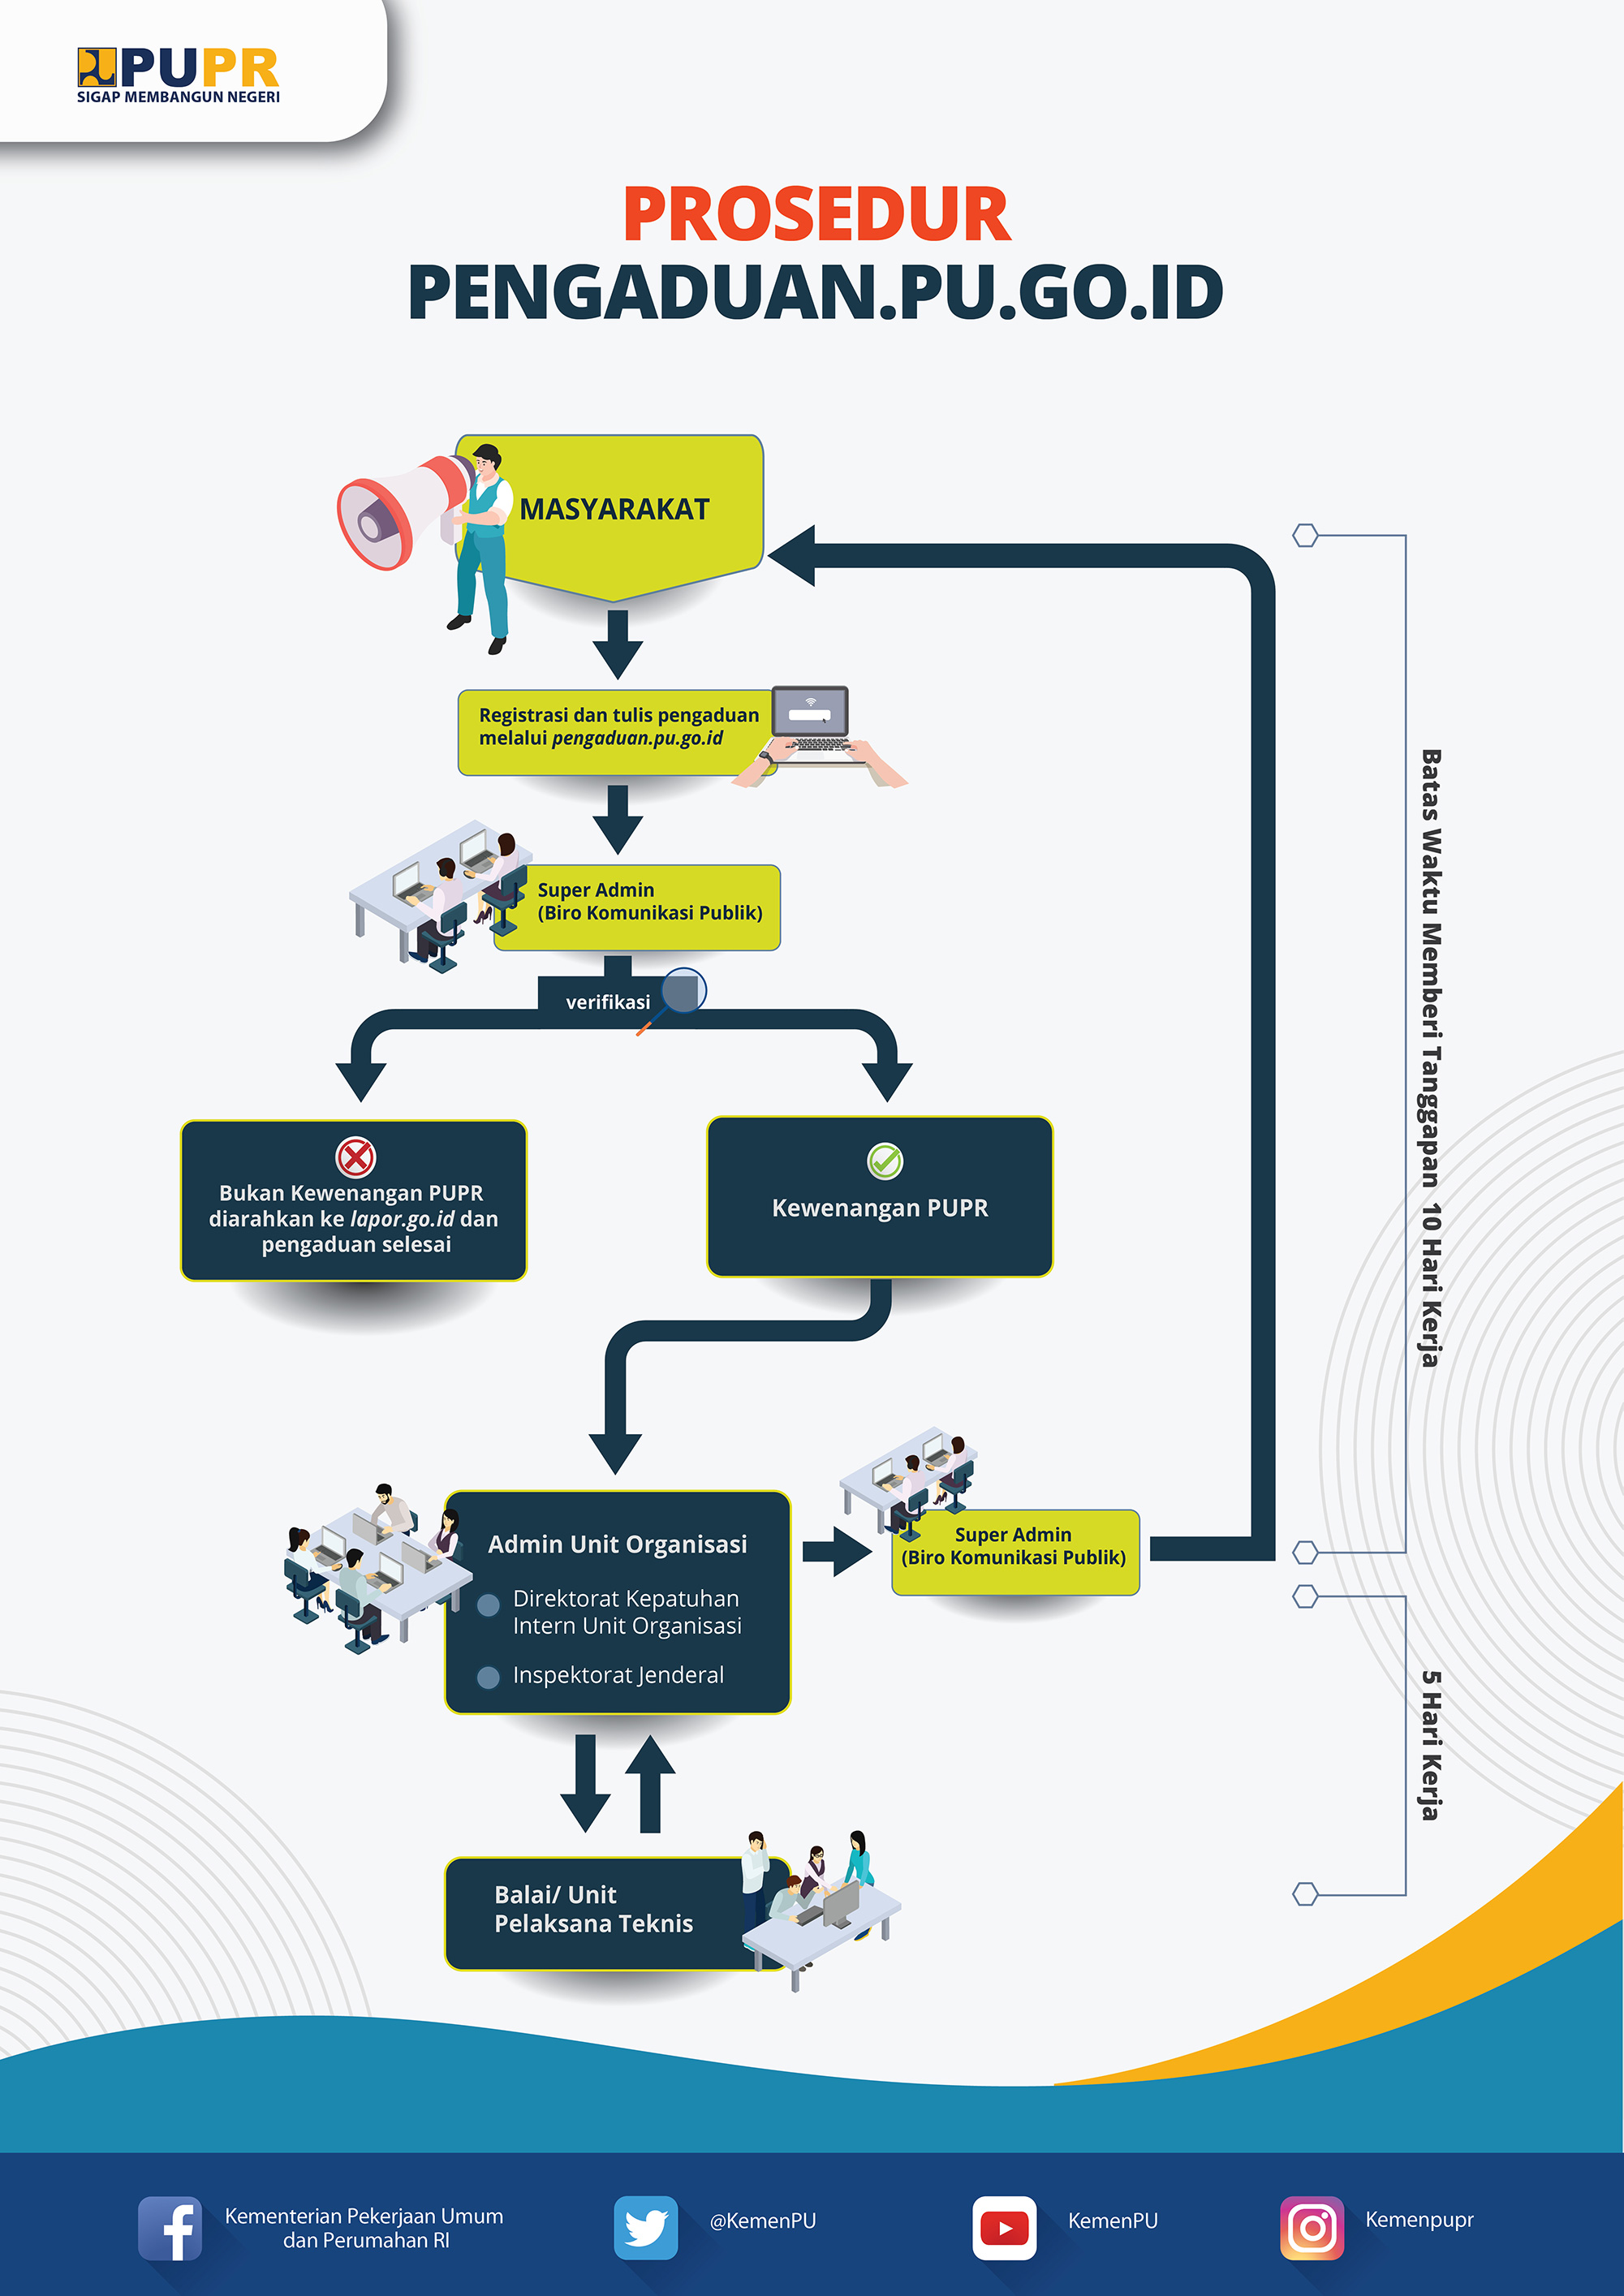 PUPR
SIGAP MEMBANGUN NEGERI
PROSEDUR
PENGADUAN.PU.GO.ID
MASYARAKAT
Registrasi dan tulis pengaduan
melalui pengaduan.pu.go.id
Super Admin
(Biro Komunikasi Publik)
verifikasi
Bukan Kewenangan PUPR
diarahkan ke lapor.go.id dan
pengaduan selesai
Kewenangan PUPR
Admin Unit Organisasi
Direktorat Kepatuhan
Intern Unit Organisasi
Inspektorat Jenderal
Super Admin
(Biro Komunikasi Publik)
Balai/ Unit
Pelaksana Teknis
Batas Waktu Memberi Tanggapan 10 Hari Kerja
5 Hari Kerja
Kementerian Pekerjaan Umum
dan Perumahan RI
@KemenPU
KemenPU
Kemenpupr